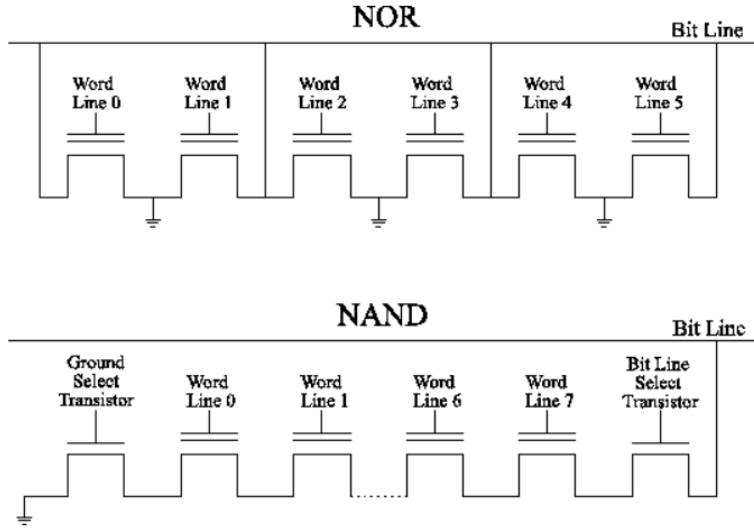 NOR
Bit Line
Word
Line 0
Word
Line 1
Word
Line 2
Word
Line 3
Word
Line 4
Word
Line 5
NAND
Bit Line
Ground
Select
Transistor
Word
Line 0
Word
Line 1
Word
Line 6
Word
Line 7
Bit Line
Select
Transistor